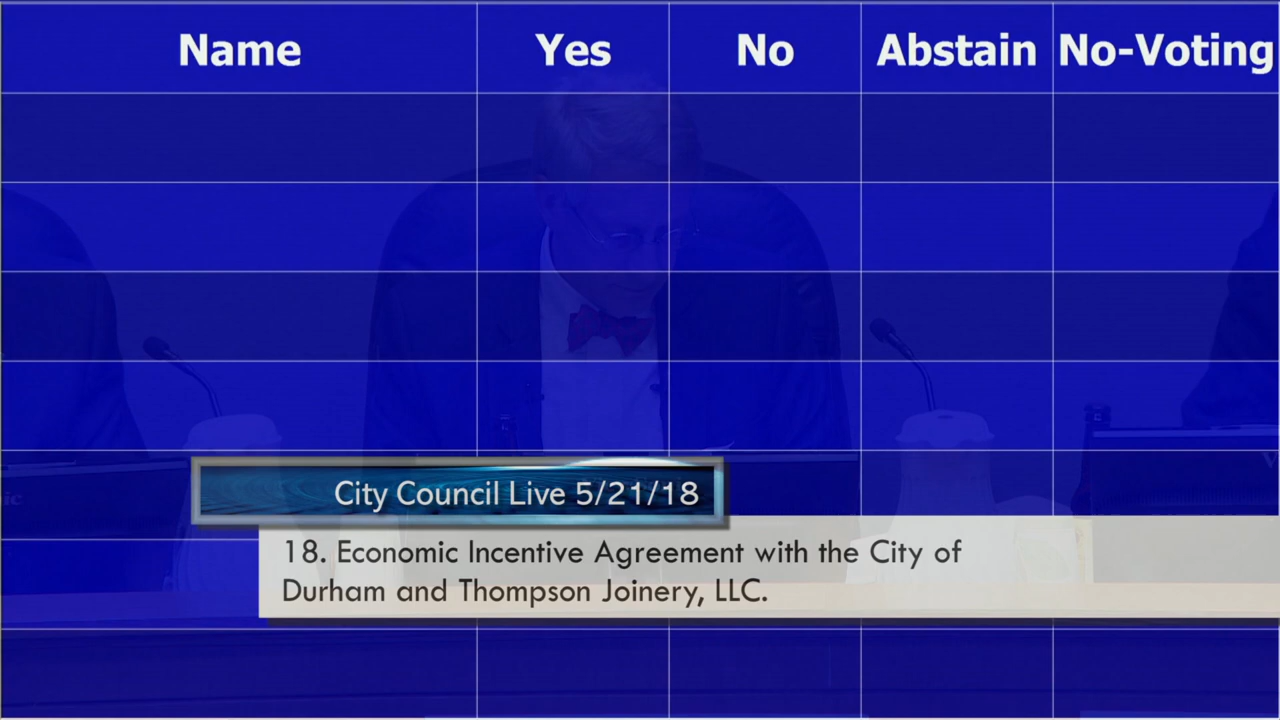 Name Yes No Abstain No-Voting
City Council Live 5/21/18
18. Economic Incentive Agreement with the City of
Durham and Thompson Joinery, LLC.